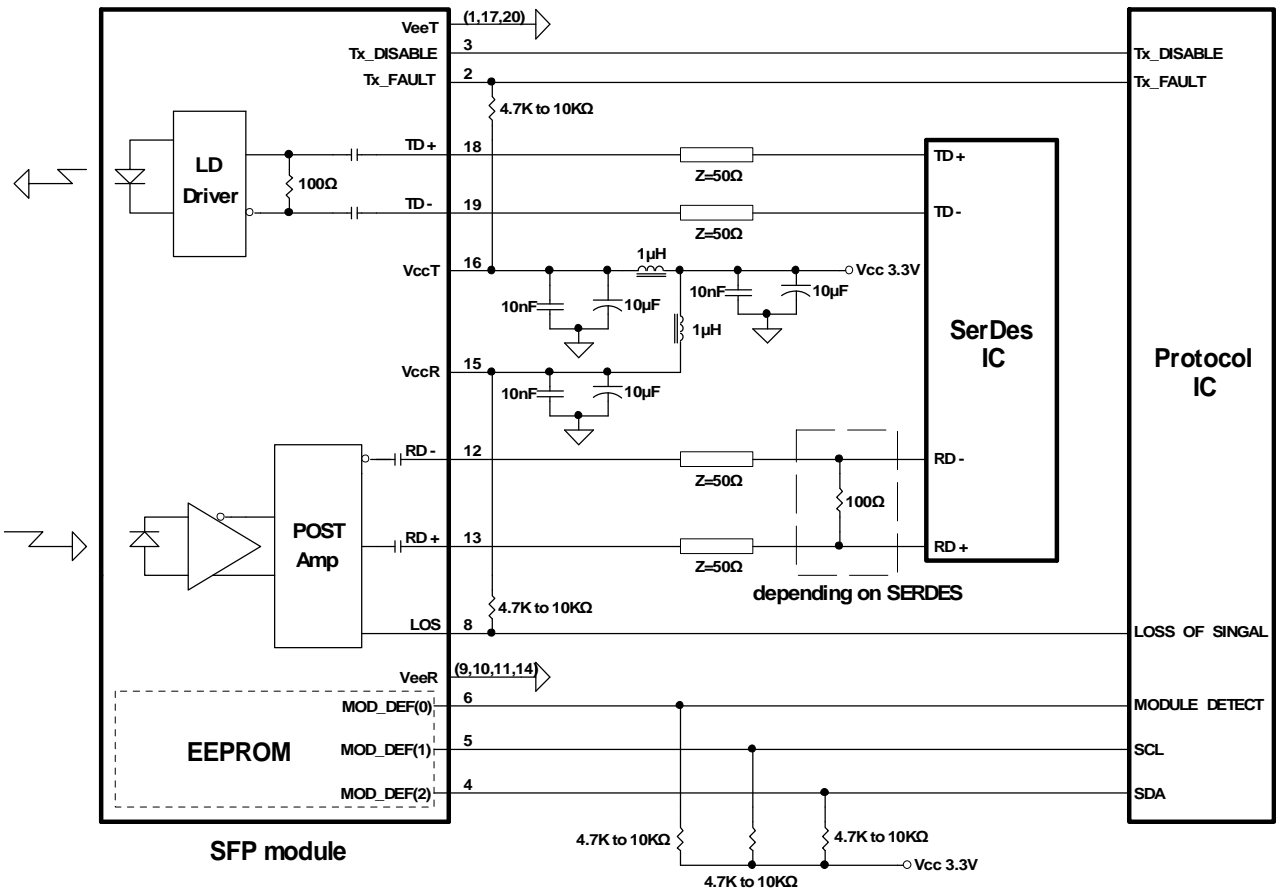 VeeT (1,17,20)
Tx_DISABLE 3 Tx_DISABLE
Tx_FAULT 2 Tx_FAULT
4.7K to 10KΩ
LD
Driver
100Ω
TD+ 18 Z=50Ω TD+
TD- 19 Z=50Ω TD-
1µH
VccT 16 Vcc 3.3V
10nF 10µF 10nF 10µF
1µH
SerDes
IC
Protocol
IC
VccR 15
10nF 10µF
RD- 12 Z=50Ω RD-
100Ω
POST
Amp
RD+ 13 Z=50Ω RD+
depending on SERDES
4.7K to 10KΩ
LOS 8 LOSS OF SINGAL
VeeR (9,10,11,14)
MOD_DEF(0) 6 MODULE DETECT
EEPROM
MOD_DEF(1) 5 SCL
MOD_DEF(2) 4 SDA
4.7K to 10KΩ 4.7K to 10KΩ
SFP module
Vcc 3.3V
4.7K to 10KΩ